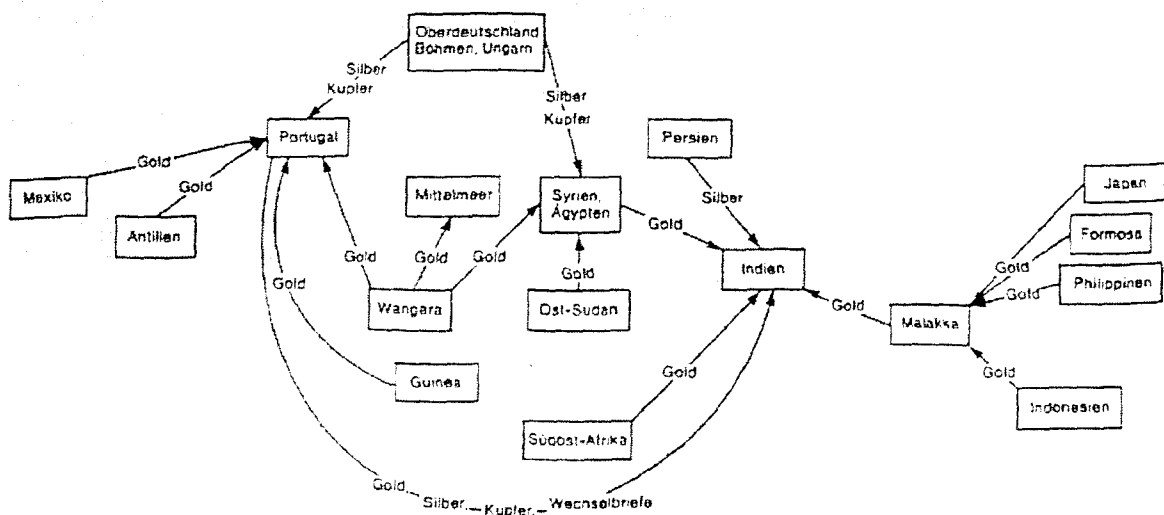 Oberdeutschland
Böhmen, Ungarn
Silber
Kupfer
Silber
Kupfer
Portugal
Persien
Gold
Mexiko
Gold
Antillen
Mittelmeer
Syrien,
Ägypten
Silber
Japan
Gold
Formosa
Gold
Gold
Gold
Gold
Indien
Gold
Philippinen
Gold
Gold
Wangara
Ost-Sudan
Gold
Gold
Malakka
Guinea
Gold
Gold
Indonesien
Südost-Afrika
Gold
Silber
Kupfer
Wechselbriefe